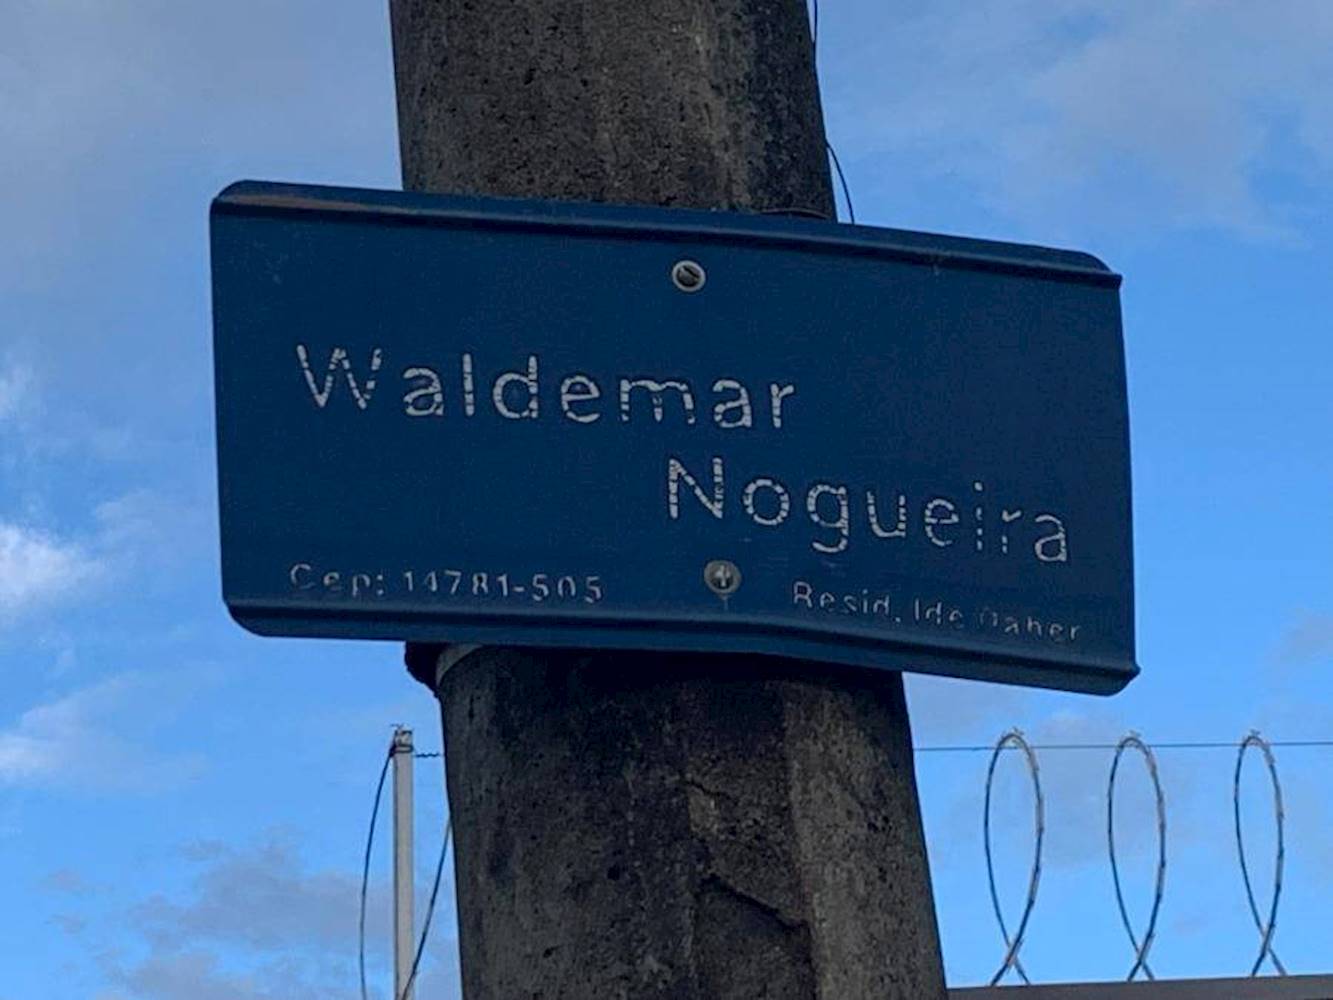 Waldemar
Nogueira
Cep: 14781-505
Resid. Ide Daher